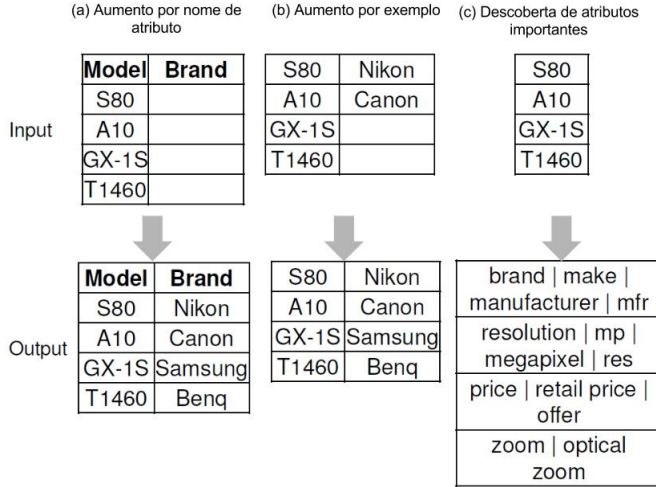 (a) Aumento por nome de
atributo
(b) Aumento por exemplo
(c) Descoberta de atributos
importantes
Input
Model Brand
S80
A10
GX-1S
T1460
S80 Nikon
A10 Canon
GX-1S
T1460
S80
A10
GX-1S
T1460
Output
Model Brand
S80 Nikon
A10 Canon
GX-1S Samsung
T1460 Benq
S80 Nikon
A10 Canon
GX-1S Samsung
T1460 Benq
brand | make |
manufacturer | mfr
resolution | mp |
megapixel | res
price | retail price |
offer
zoom | optical
zoom